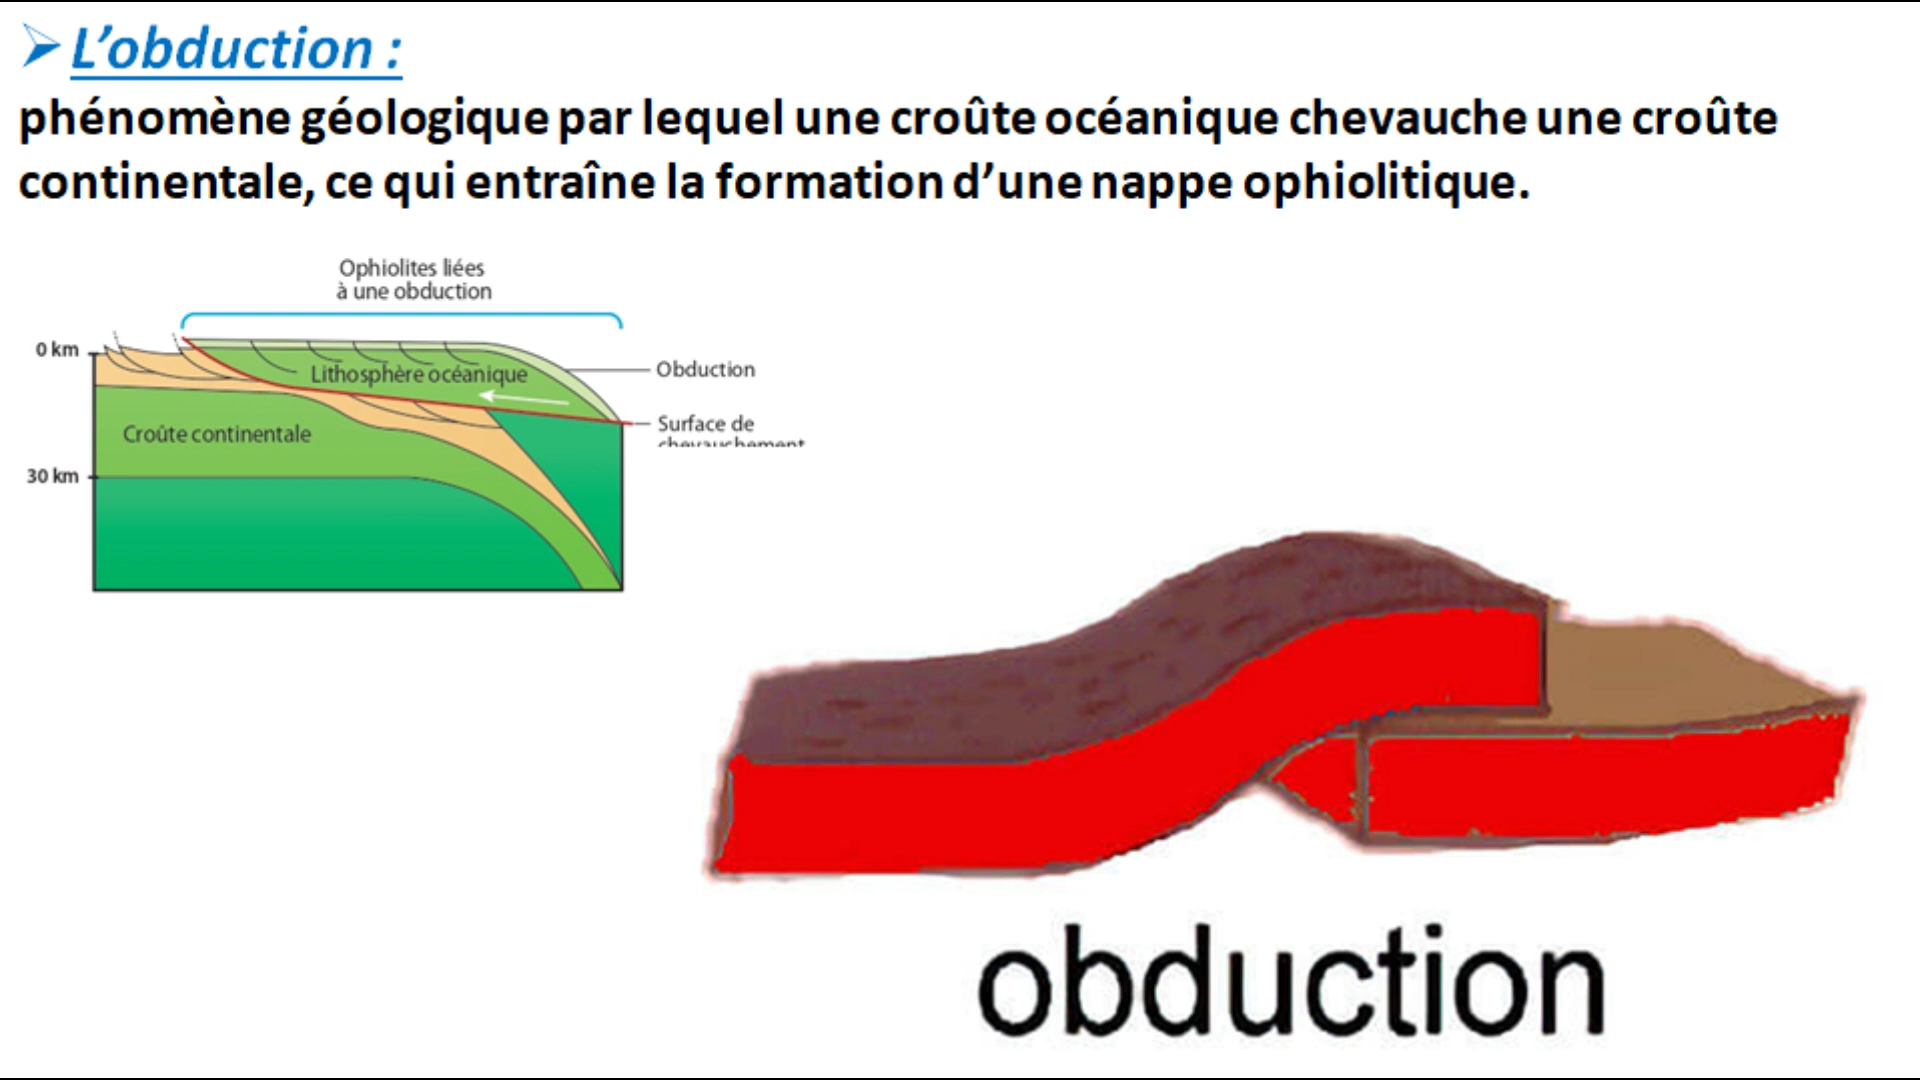 L'obduction :
phénomène géologique par lequel une croûte océanique chevauche une croûte
continentale, ce qui entraîne la formation d'une nappe ophiolitique.
Ophiolites liées
à une obduction
0 km
Lithosphère océanique
Obduction
Surface de
chevauchement
Croûte continentale
30 km
obduction